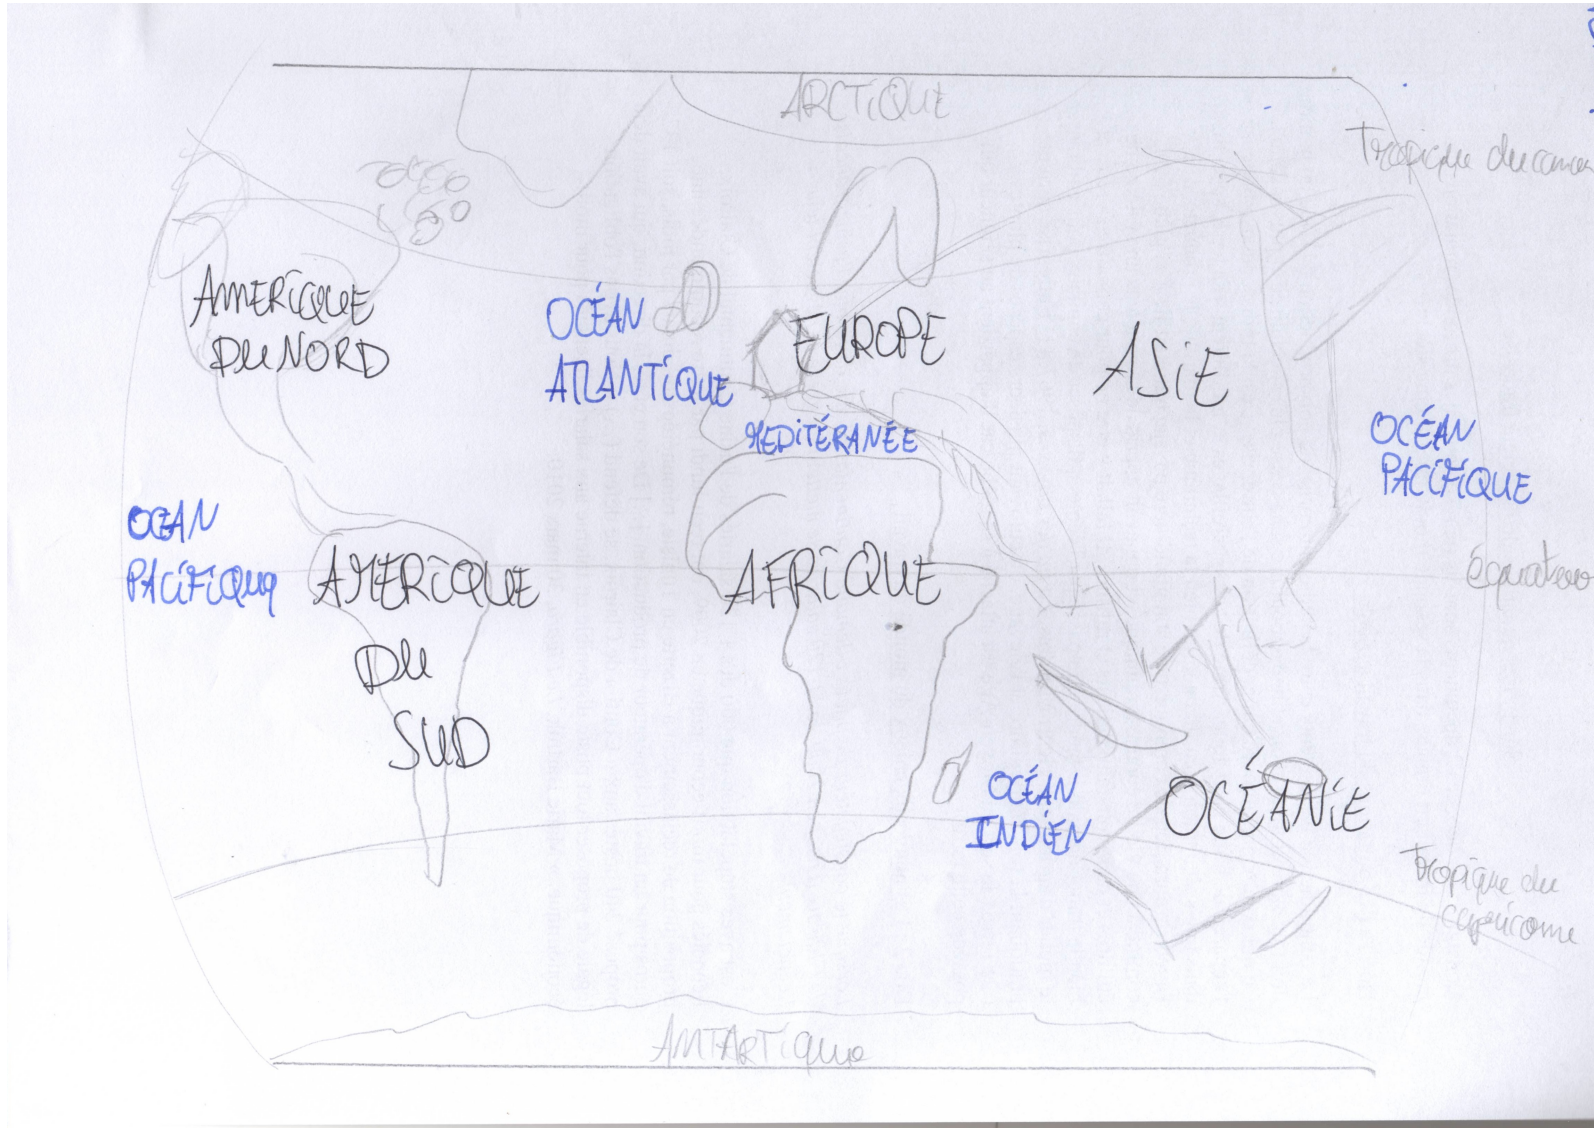 ARCTIQUE
Tropique du cancer
AMERIQUE
DU NORD
OCÉAN
ATLANTIQUE
EUROPE
ASIE
MEDITÉRANÉE
OCÉAN
PACIFIQUE
OCEAN
PACIFIQUE
AMERIQUE
DU
SUD
AFRIQUE
équateur
OCÉAN
INDIEN
OCÉANIE
tropique du
capricorne
ANTARTIQUE